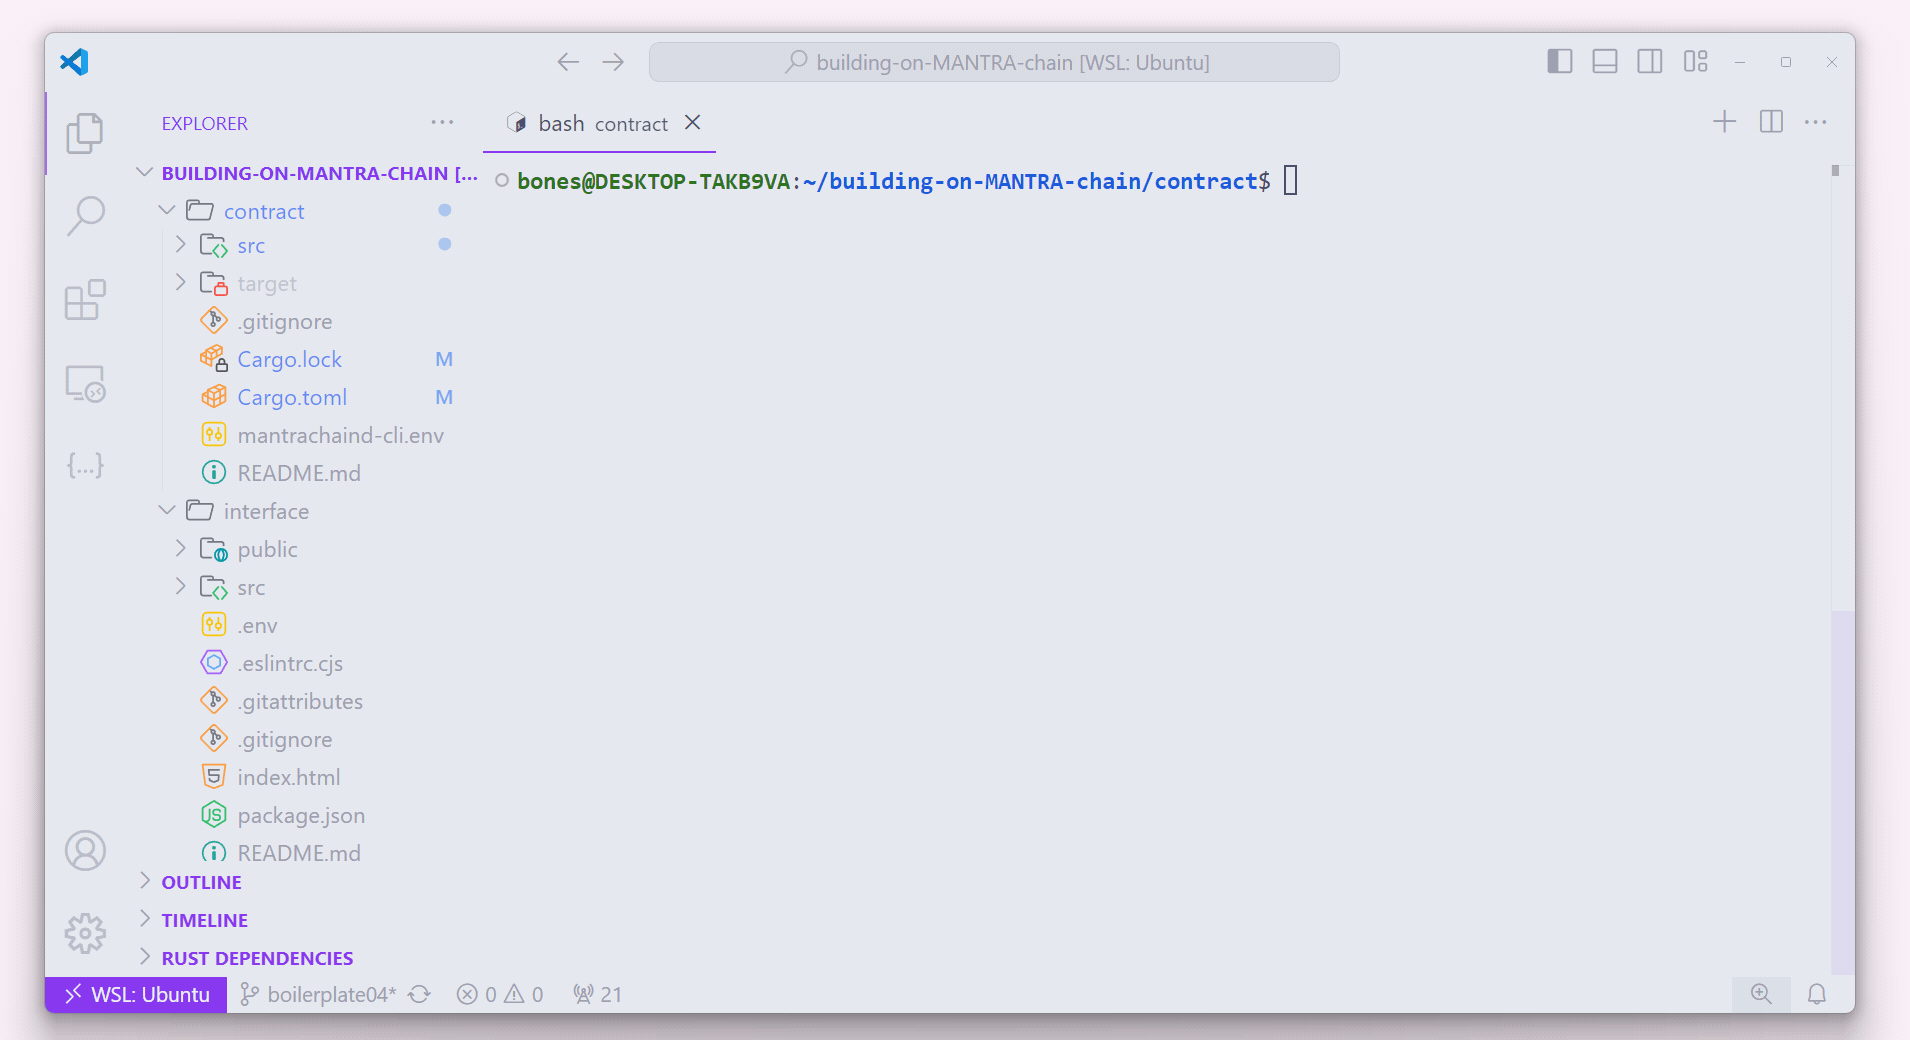 building-on-MANTRA-chain [WSL: Ubuntu]
EXPLORER
bash contract
BUILDING-ON-MANTRA-CHAIN [...
bones@DESKTOP-TAKB9VA:~/building-on-MANTRA-chain/contract$
contract
src
target
.gitignore
Cargo.lock M
Cargo.toml M
mantrachaind-cli.env
README.md
interface
public
src
.env
.eslintrc.cjs
.gitattributes
.gitignore
index.html
package.json
README.md
OUTLINE
TIMELINE
RUST DEPENDENCIES
WSL: Ubuntu boilerplate04* 0 0 21